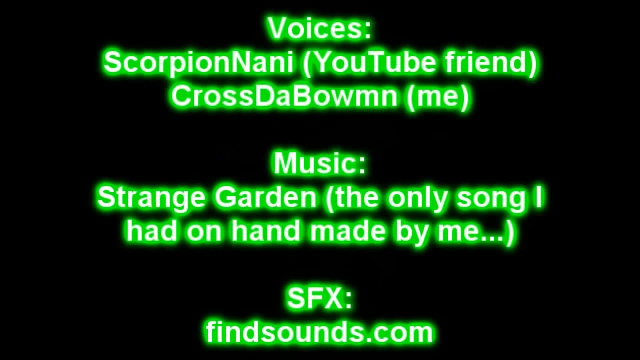 Voices:
ScorpionNani (YouTube friend)
CrossDaBowmn (me)
Music:
Strange Garden (the only song I
had on hand made by me...)
SFX:
findsounds.com